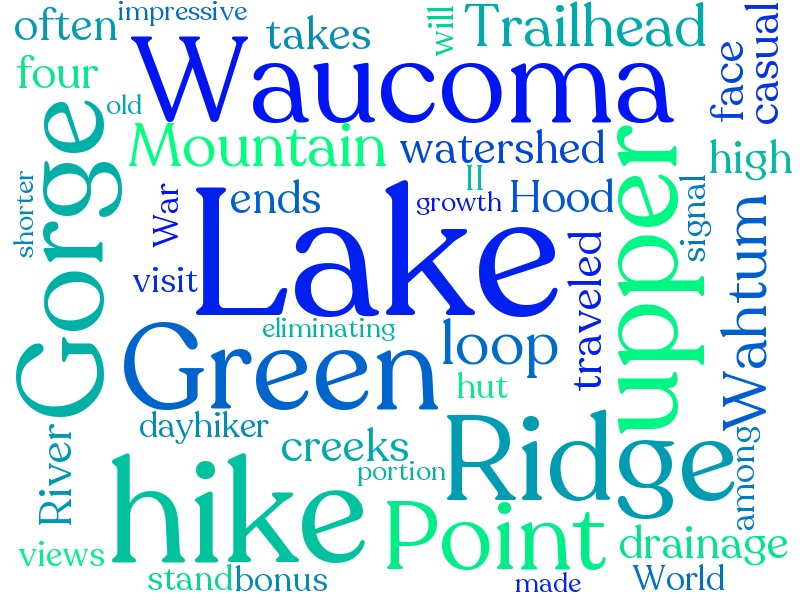 impressive
often
takes
will
Trailhead
face
casual
four
old
Waucoma
Mountain
watershed
high
Gorge
upper
shorter
War
ends
ll
growth
Hood
signal
Lake
visit
traveled
Wahtum
eliminating
Green
loop
hut
dayhiker
creeks
Ridge
River
portion
among
hike
Point
drainage
views
stand
bonus
made
World